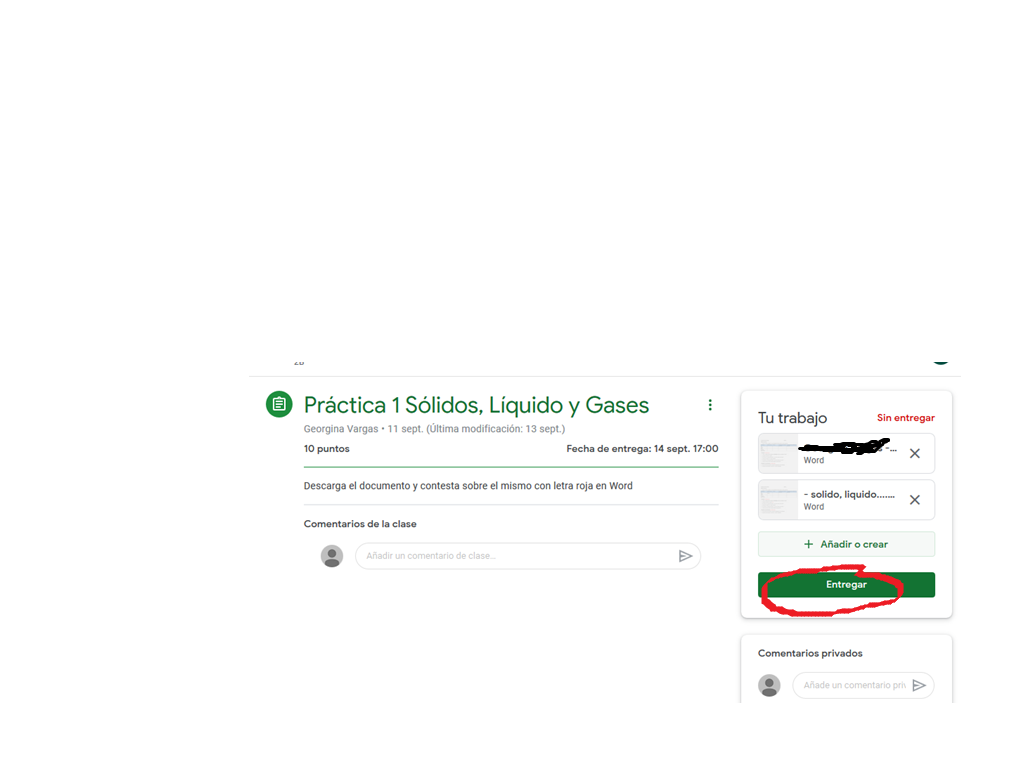 Práctica 1 Sólidos, Líquido y Gases
Georgina Vargas • 11 sept. (Última modificación: 13 sept.)
10 puntos
Fecha de entrega: 14 sept. 17:00
Descarga el documento y contesta sobre el mismo con letra roja en Word
Comentarios de la clase
Añadir un comentario de clase...
Tu trabajo
Sin entregar
Word
- solido, liquido.......
Word
+ Añadir o crear
Entregar
Comentarios privados
Añade un comentario priv